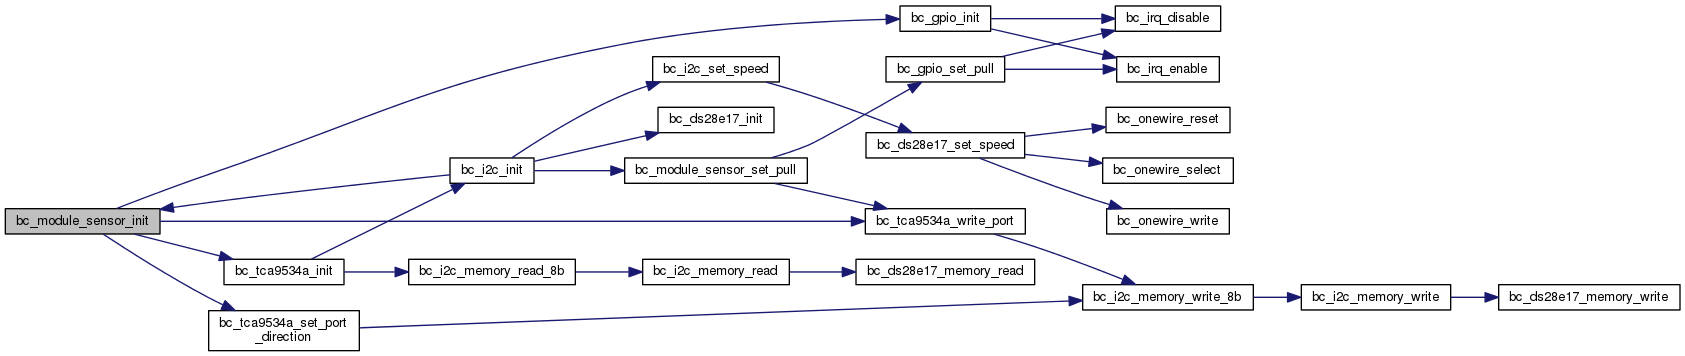 bc_module_sensor_init
bc_tca9534a_init
bc_tca9534a_set_port
_direction
bc_i2c_init
bc_i2c_memory_read_8b
bc_i2c_set_speed
bc_ds28e17_init
bc_module_sensor_set_pull
bc_i2c_memory_read
bc_gpio_init
bc_gpio_set_pull
bc_ds28e17_set_speed
bc_tca9534a_write_port
bc_ds28e17_memory_read
bc_irq_disable
bc_irq_enable
bc_onewire_reset
bc_onewire_select
bc_onewire_write
bc_i2c_memory_write_8b
bc_i2c_memory_write
bc_ds28e17_memory_write